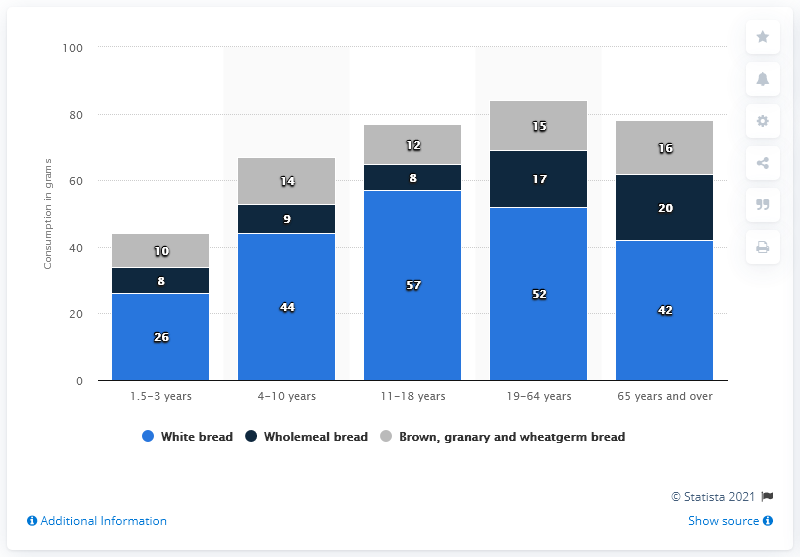 100
80
60
40
20
0
Consumption in grams
10
8
26
14
9
44
12
8
57
15
17
52
16
20
42
1.5-3 years
4-10 years
11-18 years
19-64 years
65 years and over
White bread
Wholemeal bread
Brown, granary and wheatgerm bread
© Statista 2021
Additional Information
Show source